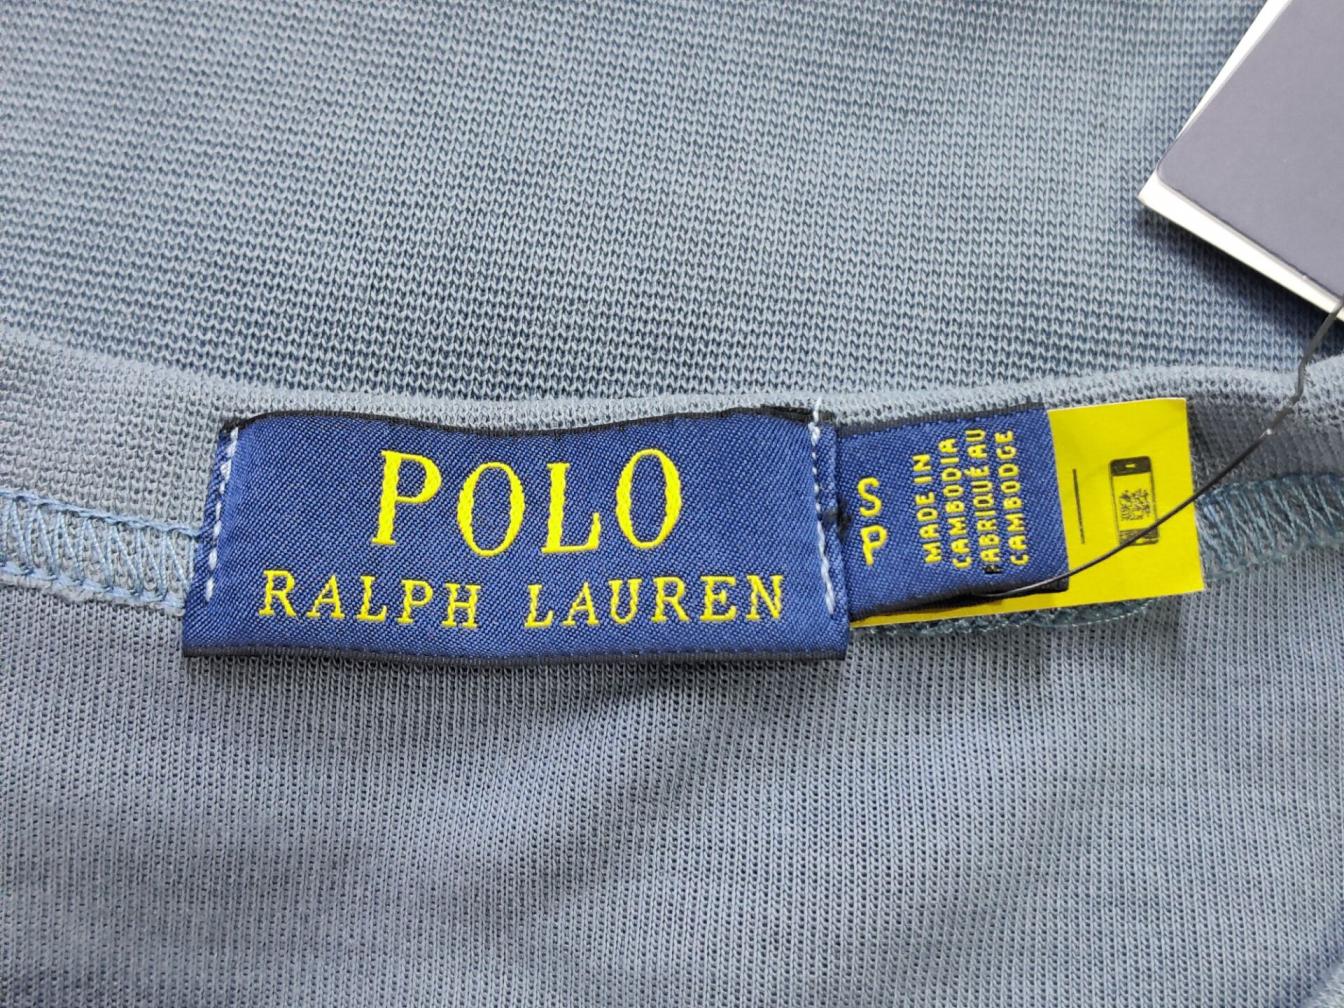 POLO
RALPH LAUREN
S
P
MADE IN
CAMBODIA
FABRIQUÉ AU
CAMBODGE